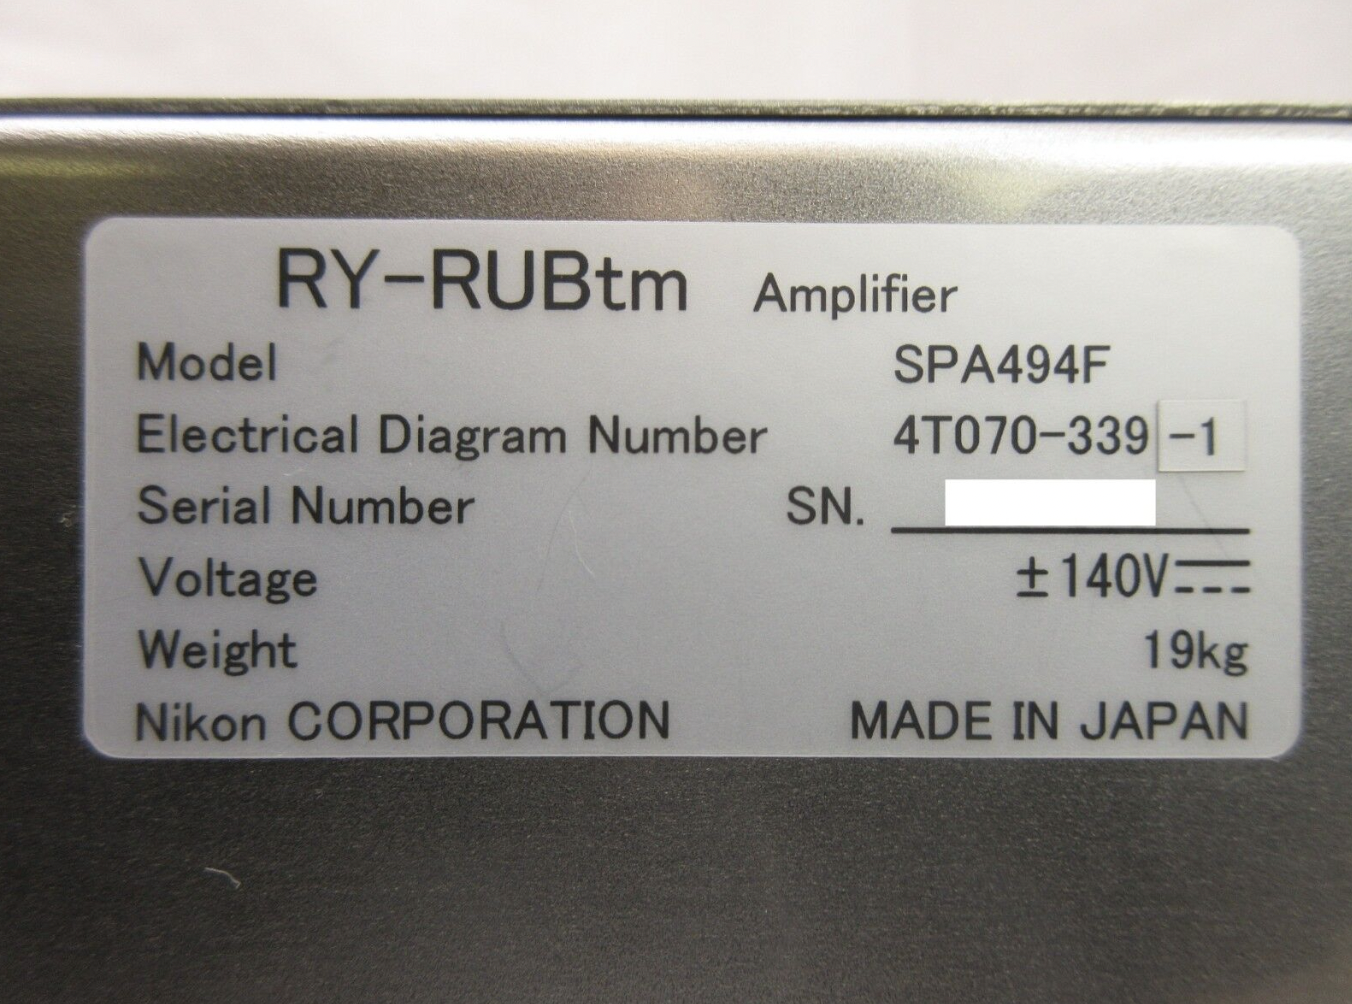 RY-RUBtm Amplifier
Model SPA494F
Electrical Diagram Number 4T070-339 -1
Serial Number SN.
Voltage ±140V⎓
Weight 19kg
Nikon CORPORATION MADE IN JAPAN